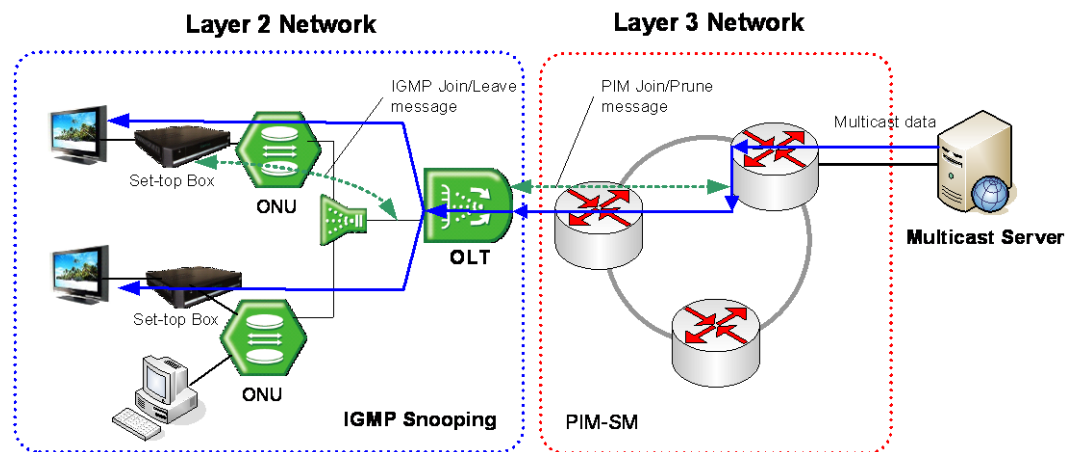 Layer 2 Network
Layer 3 Network
IGMP Join/Leave
message
PIM Join/Prune
message
Multicast data
Set-top Box
ONU
OLT
Multicast Server
Set-top Box
ONU
IGMP Snooping
PIM-SM